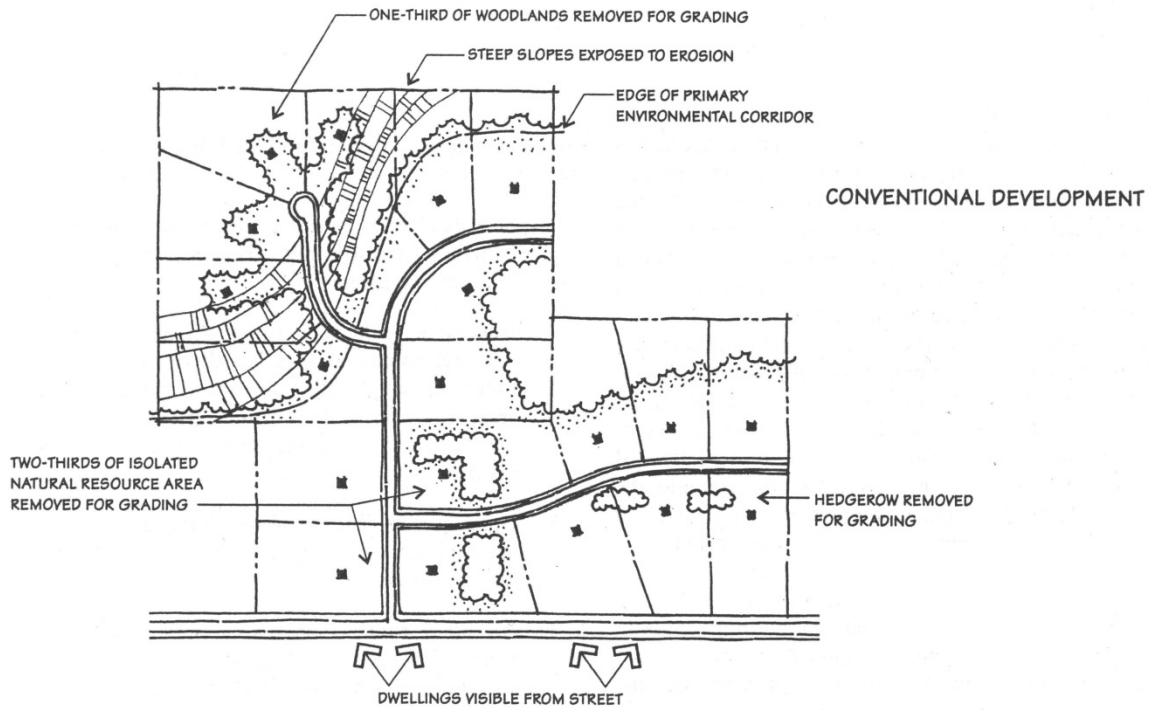 ONE-THIRD OF WOODLANDS REMOVED FOR GRADING
STEEP SLOPES EXPOSED TO EROSION
EDGE OF PRIMARY
ENVIRONMENTAL CORRIDOR
CONVENTIONAL DEVELOPMENT
TWO-THIRDS OF ISOLATED
NATURAL RESOURCE AREA
REMOVED FOR GRADING
HEDGEROW REMOVED
FOR GRADING
DWELLINGS VISIBLE FROM STREET